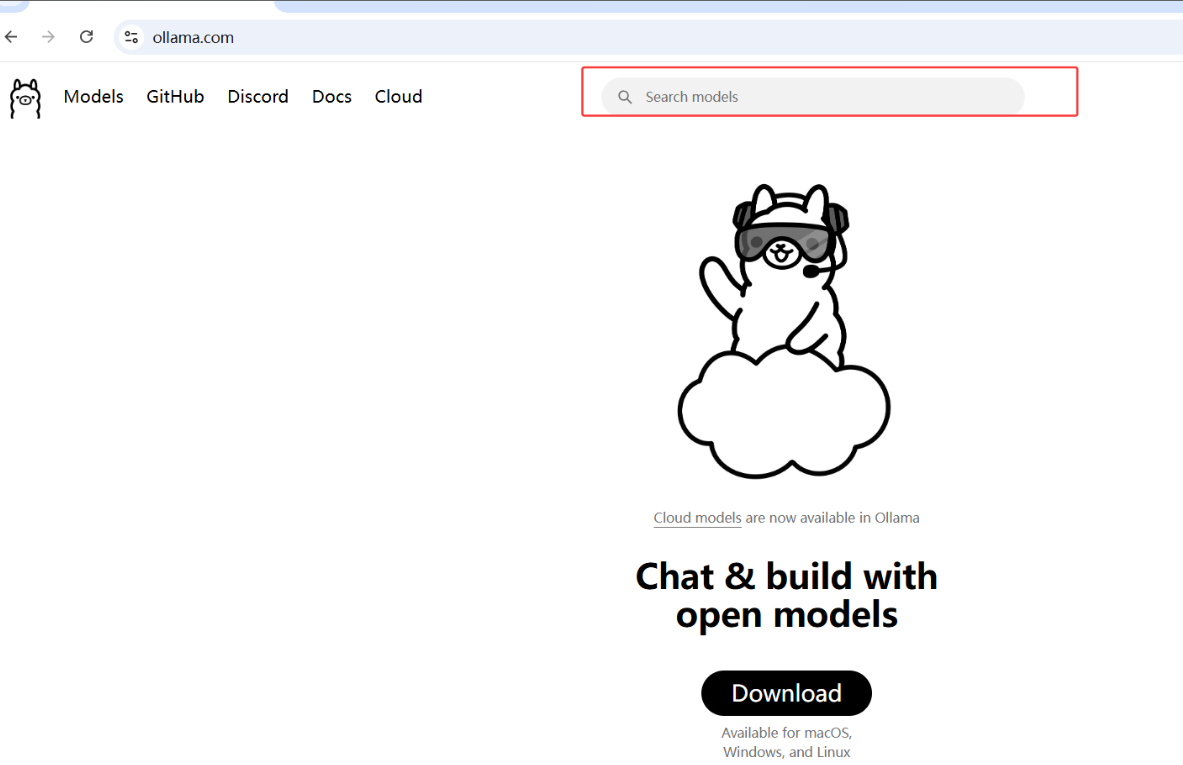 ollama.com
Models GitHub Discord Docs Cloud
Search models
Cloud models are now available in Ollama
Chat & build with
open models
Download
Available for macOS,
Windows, and Linux